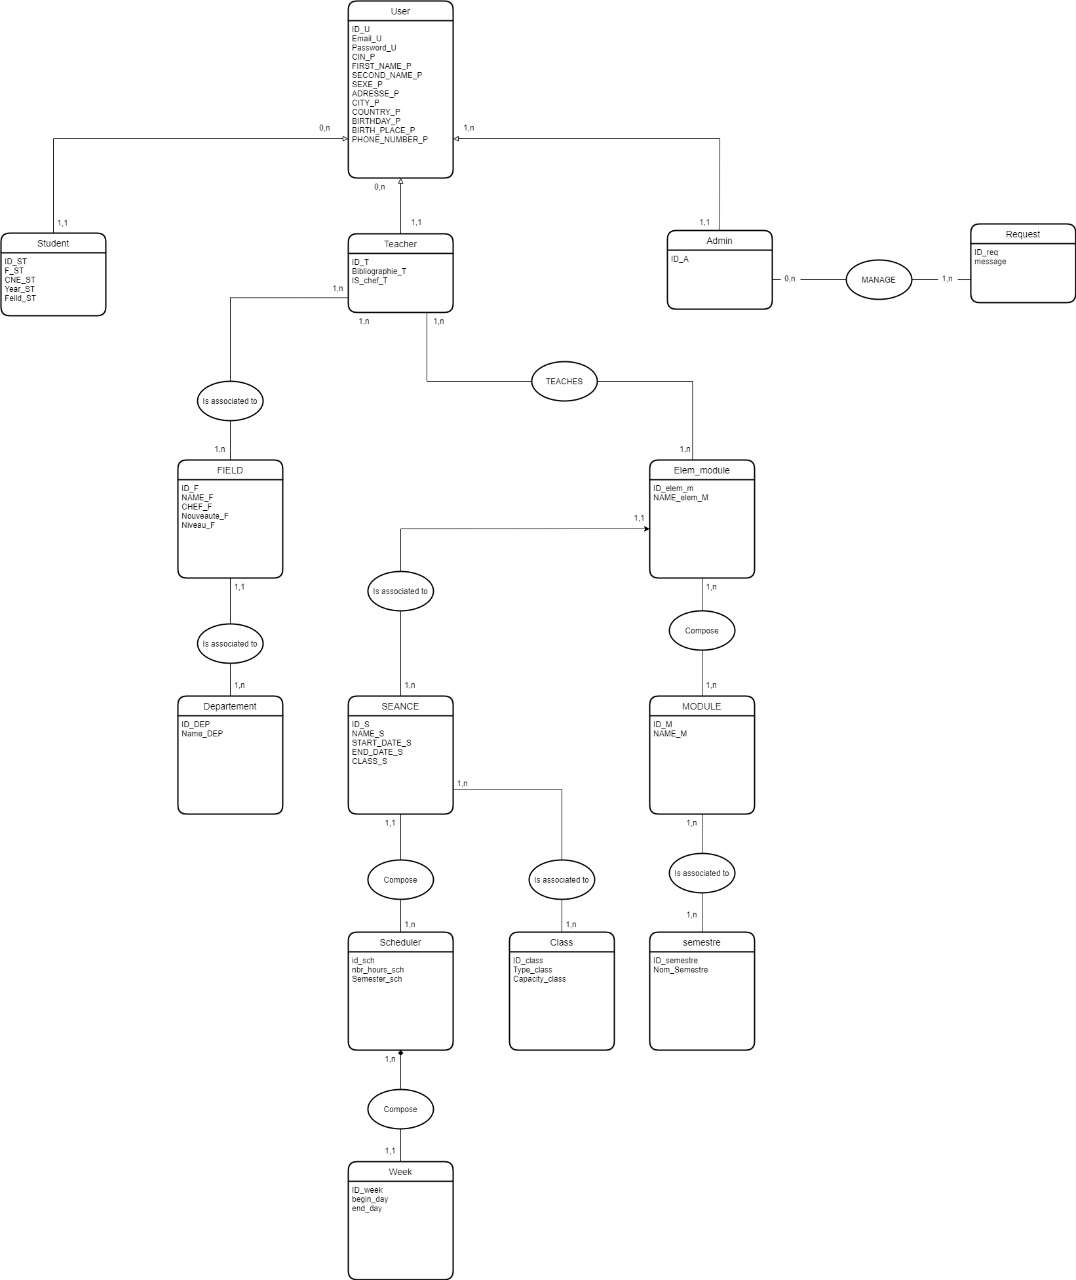 User
ID_U
Email_U
Password_U
CIN_P
FIRST_NAME_P
SECOND_NAME_P
SEXE_P
ADRESSE_P
CITY_P
COUNTRY_P
BIRTHDAY_P
BIRTH_PLACE_P
PHONE_NUMBER_P
0,n
1,n
0,n
1,1
1,1
1,1
Student
ID_ST
F_ST
CNE_ST
Year_ST
Feild_ST
Teacher
ID_T
Bibliographie_T
IS_chef_T
Admin
ID_A
0,n
MANAGE
1,n
Request
ID_req
message
1,n
1,n
1,n
TEACHES
Is associated to
1,n
1,n
FIELD
ID_F
NAME_F
CHEF_F
Nouveaute_F
Niveau_F
Elem_module
ID_elem_m
NAME_elem_M
1,1
1,1
Is associated to
1,n
Is associated to
Compose
1,n
1,n
1,n
Departement
ID_DEP
Name_DEP
SEANCE
ID_S
NAME_S
START_DATE_S
END_DATE_S
CLASS_S
MODULE
ID_M
NAME_M
1,n
1,1
1,n
Compose
Is associated to
Is associated to
1,n
1,n
1,n
Scheduler
id_sch
nbr_hours_sch
Semester_sch
Class
ID_class
Type_class
Capacity_class
semestre
ID_semestre
Nom_Semestre
1,n
Compose
1,1
Week
ID_week
begin_day
end_day